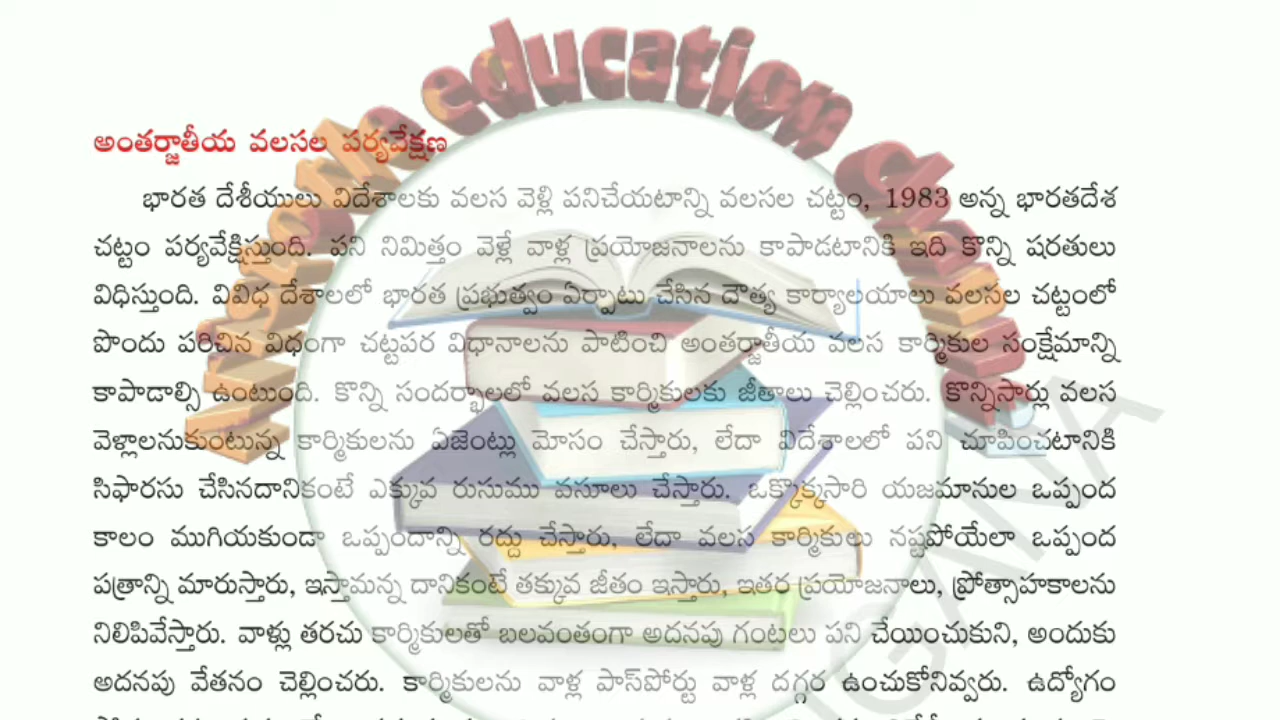 education
అంతర్జాతీయ వలసల పర్యవేక్షణ
భారత దేశీయులు విదేశాలకు వలస వెళ్లి పనిచేయటాన్ని వలసల చట్టం, 1983 అన్న భారతదేశ
చట్టం పర్యవేక్షిస్తుంది. పని నిమిత్తం వెళ్లే వాళ్ల ప్రయోజనాలను కాపాడటానికి ఇది కొన్ని షరతులు
విధిస్తుంది. వివిధ దేశాలలో భారత ప్రభుత్వం ఏర్పాటు చేసిన దౌత్య కార్యాలయాలు వలసల చట్టంలో
పొందు పరిచిన విధంగా చట్టపర విధానాలను పాటించి అంతర్జాతీయ వలస కార్మికుల సంక్షేమాన్ని
కాపాడాల్సి ఉంటుంది. కొన్ని సందర్భాలలో వలస కార్మికులకు జీతాలు చెల్లించరు. కొన్నిసార్లు వలస
వెళ్లాలనుకుంటున్న కార్మికులను ఏజెంట్లు మోసం చేస్తారు, లేదా విదేశాలలో పని చూపించటానికి
సిఫారసు చేసినదానికంటే ఎక్కువ రుసుము వసూలు చేస్తారు. ఒక్కొక్కసారి యజమానుల ఒప్పంద
కాలం ముగియకుండా ఒప్పందాన్ని రద్దు చేస్తారు, లేదా వలస కార్మికులు నష్టపోయేలా ఒప్పంద
పత్రాన్ని మారుస్తారు, ఇస్తామన్న దానికంటే తక్కువ జీతం ఇస్తారు, ఇతర ప్రయోజనాలు, ప్రోత్సాహకాలను
నిలిపివేస్తారు. వాళ్లు తరచు కార్మికులతో బలవంతంగా అదనపు గంటలు పని చేయించుకుని, అందుకు
అదనపు వేతనం చెల్లించరు. కార్మికులను వాళ్ల పాస్‌పోర్టు వాళ్ల దగ్గర ఉంచుకోనివ్వరు. ఉద్యోగం